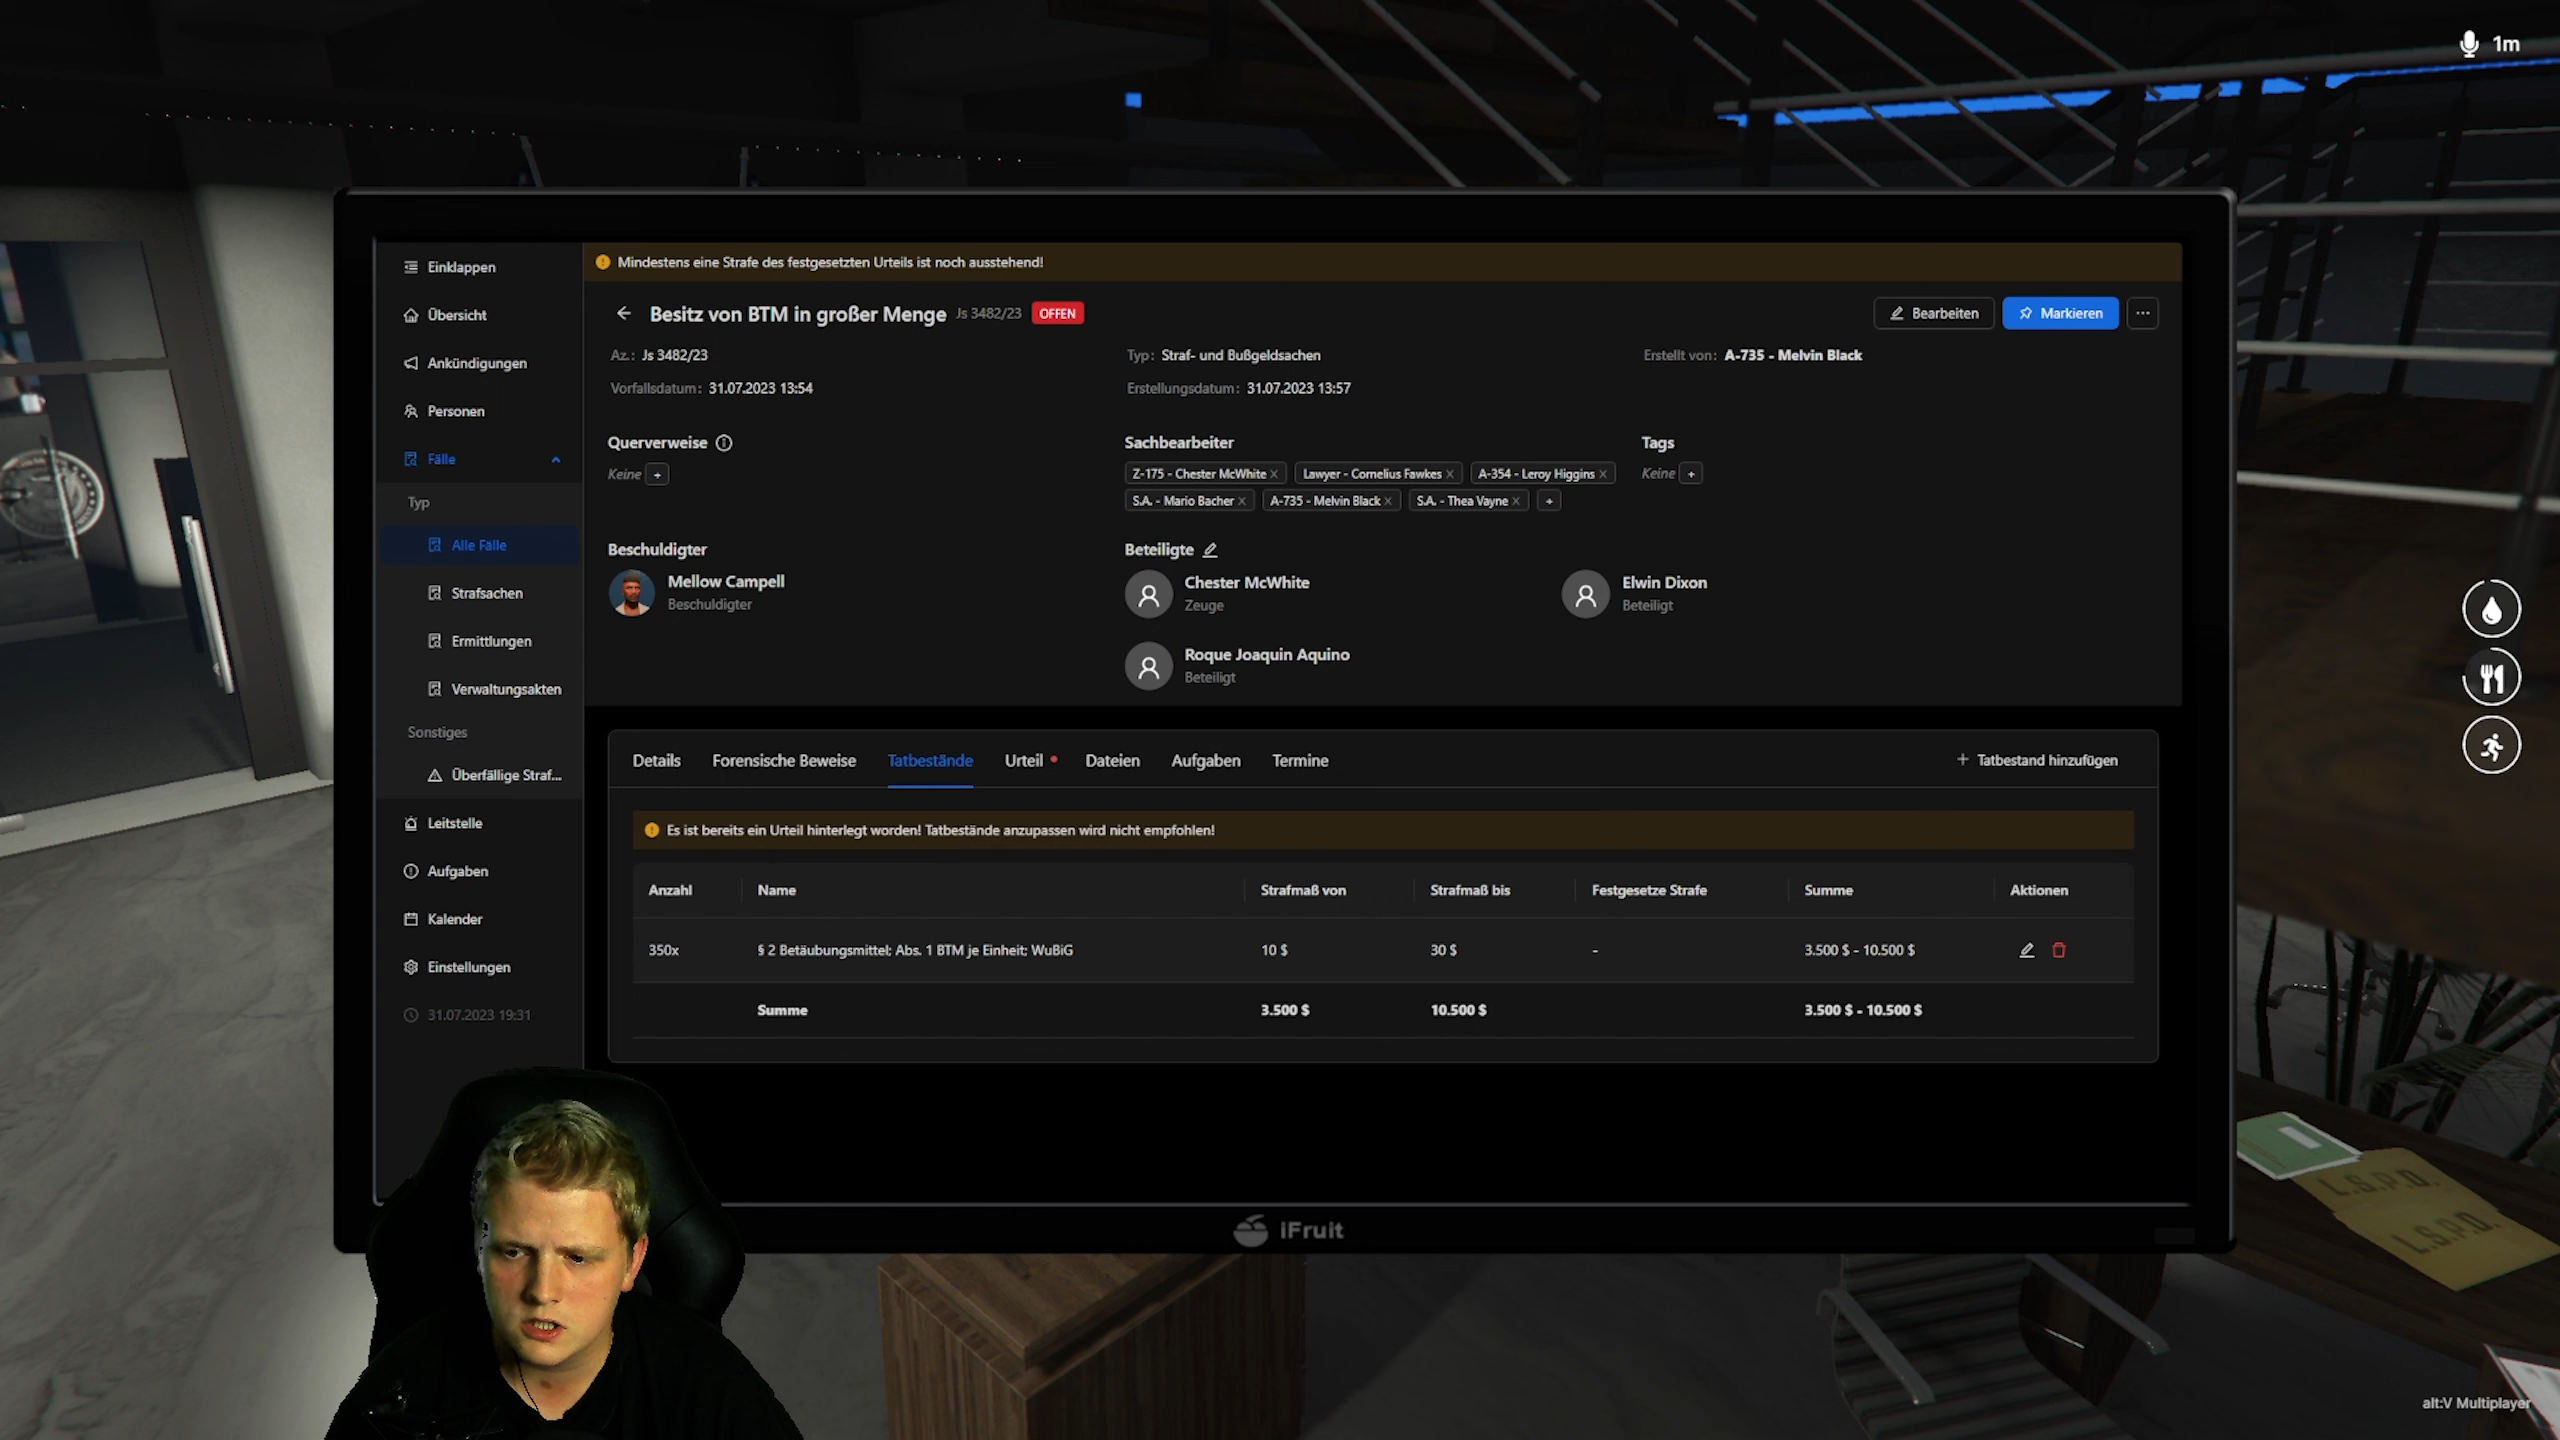 1m
Einklappen
Übersicht
Ankündigungen
Personen
Fälle
Typ
Alle Fälle
Strafsachen
Ermittlungen
Verwaltungsakten
Sonstiges
Überfällige Straf...
Leitstelle
Aufgaben
Kalender
Einstellungen
31.07.2023 19:31
Mindestens eine Strafe des festgesetzten Urteils ist noch ausstehend!
Besitz von BTM in großer Menge Js 3482/23 OFFEN
Bearbeiten
Markieren
Az.: Js 3482/23
Typ: Straf- und Bußgeldsachen
Erstellt von: A-735 - Melvin Black
Vorfallsdatum: 31.07.2023 13:54
Erstellungsdatum: 31.07.2023 13:57
Querverweise
Keine +
Sachbearbeiter
Z-175 - Chester McWhite × Lawyer - Cornelius Fawkes × A-354 - Leroy Higgins ×
S.A. - Mario Bacher × A-735 - Melvin Black × S.A. - Thea Vayne × +
Tags
Keine +
Beschuldigter
Mellow Campell
Beschuldigter
Beteiligte
Chester McWhite
Zeuge
Elwin Dixon
Beteiligt
Roque Joaquin Aquino
Beteiligt
Details Forensische Beweise Tatbestände Urteil Dateien Aufgaben Termine + Tatbestand hinzufügen
Es ist bereits ein Urteil hinterlegt worden! Tatbestände anzupassen wird nicht empfohlen!
Anzahl Name Strafmaß von Strafmaß bis Festgesetze Strafe Summe Aktionen
350x § 2 Betäubungsmittel; Abs. 1 BTM je Einheit; WuBiG 10 $ 30 $ - 3.500 $ - 10.500 $
Summe 3.500 $ 10.500 $ 3.500 $ - 10.500 $
iFruit
L.S.P.D.
L.S.P.D.
alt:V Multiplayer